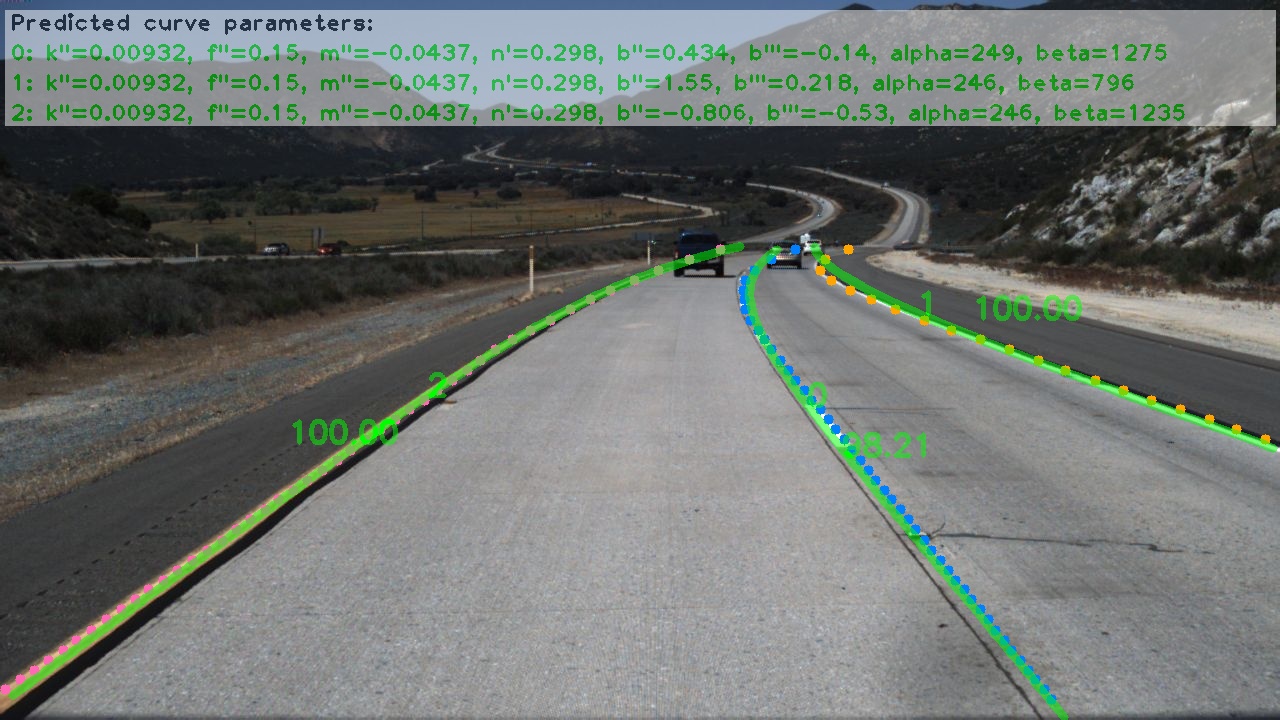 Predicted curve parameters:
0: k''=0.00932, f''=0.15, m''=-0.0437, n'=0.298, b''=0.434, b'''=-0.14, alpha=249, beta=1275
1: k''=0.00932, f''=0.15, m''=-0.0437, n'=0.298, b''=1.55, b'''=0.218, alpha=246, beta=796
2: k''=0.00932, f''=0.15, m''=-0.0437, n'=0.298, b''=-0.806, b'''=-0.53, alpha=246, beta=1235
1 100.00
2
0
100.00
98.21